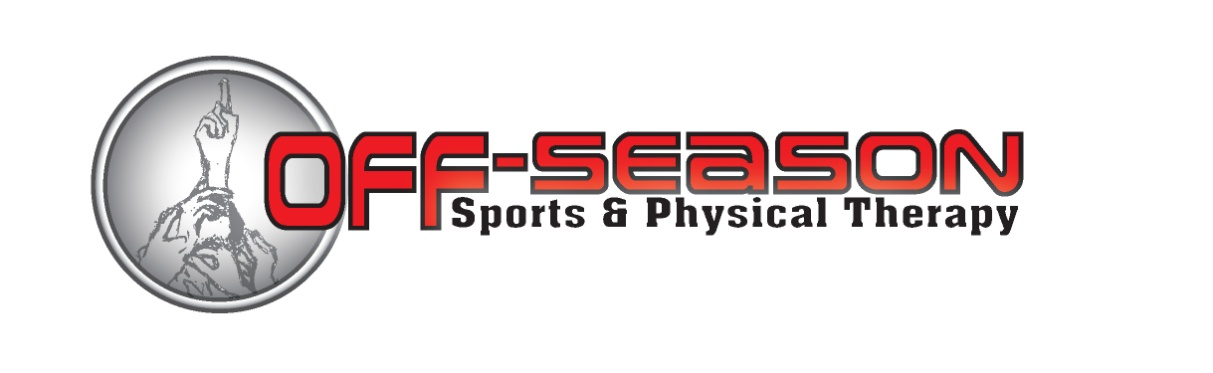 OFF-SEASON
Sports & Physical Therapy